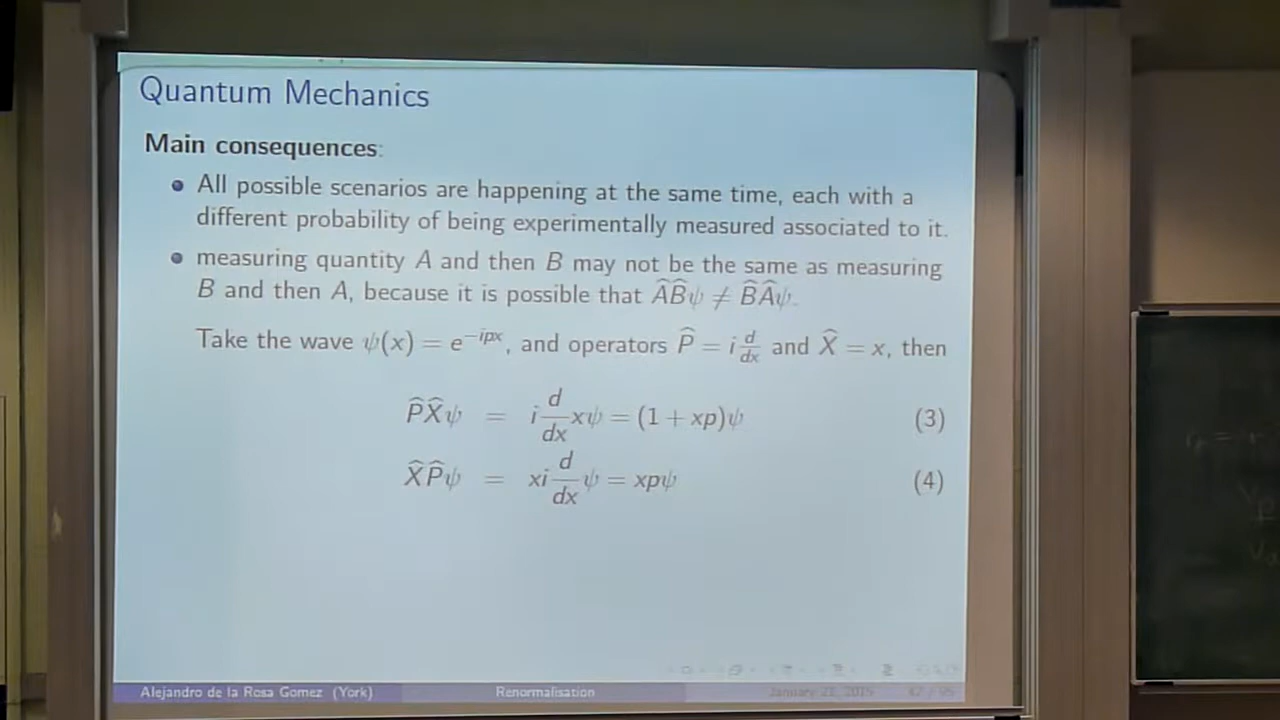 Quantum Mechanics
Main consequences:
All possible scenarios are happening at the same time, each with a
different probability of being experimentally measured associated to it.
measuring quantity A and then B may not be the same as measuring
B and then A, because it is possible that ÂB̂ψ ≠ B̂Âψ.
Take the wave ψ(x) = e^{-ipx}, and operators P̂ = i d/dx and X̂ = x, then
P̂X̂ψ = i d/dx xψ = (1 + xp)ψ (3)
X̂P̂ψ = xi d/dx ψ = xpψ (4)
Alejandro de la Rosa Gomez (York) Renormalisation January 2019